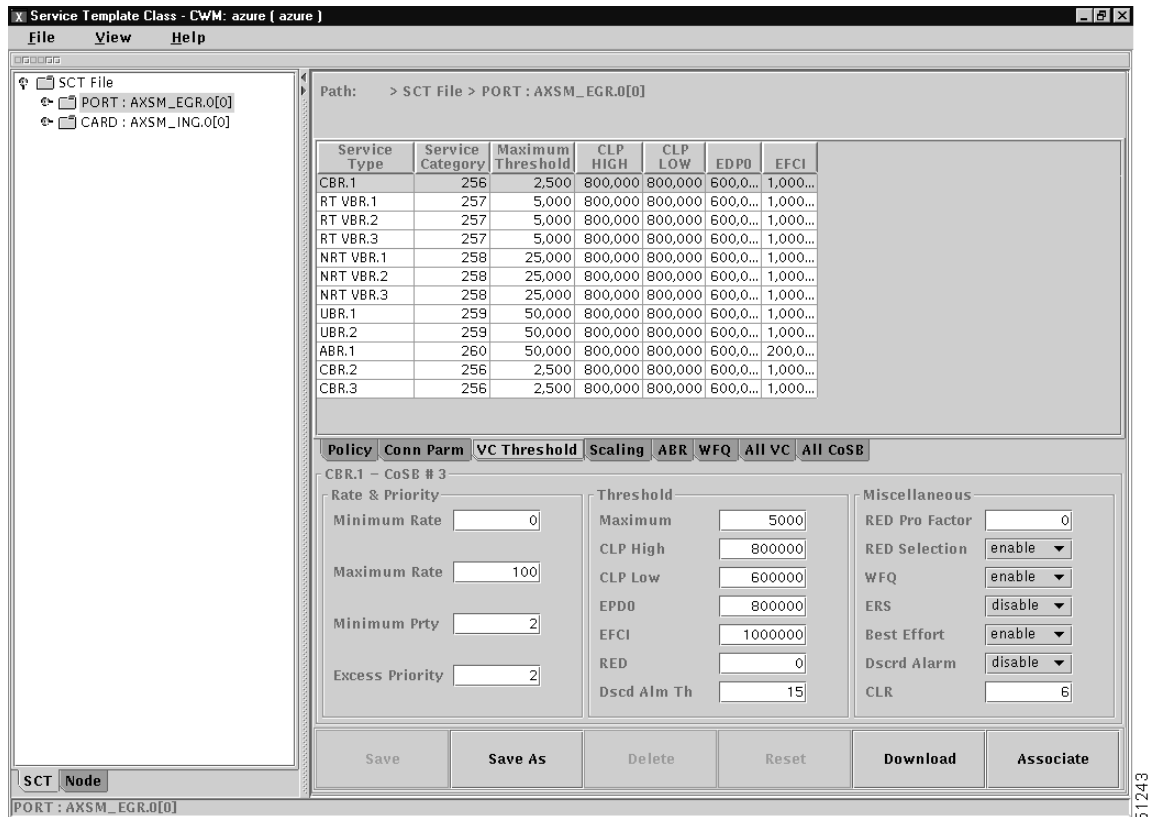 X Service Template Class - CWM: azure ( azure )
File View Help
SCT File
PORT : AXSM_EGR.0[0]
CARD : AXSM_ING.0[0]
Path: > SCT File > PORT : AXSM_EGR.0[0]
Service Type Service Category Maximum Threshold CLP HIGH CLP LOW EDP0 EFCI
CBR.1 256 2,500 800,000 800,000 600,0... 1,000...
RT VBR.1 257 5,000 800,000 800,000 600,0... 1,000...
RT VBR.2 257 5,000 800,000 800,000 600,0... 1,000...
RT VBR.3 257 5,000 800,000 800,000 600,0... 1,000...
NRT VBR.1 258 25,000 800,000 800,000 600,0... 1,000...
NRT VBR.2 258 25,000 800,000 800,000 600,0... 1,000...
NRT VBR.3 258 25,000 800,000 800,000 600,0... 1,000...
UBR.1 259 50,000 800,000 800,000 600,0... 1,000...
UBR.2 259 50,000 800,000 800,000 600,0... 1,000...
ABR.1 260 50,000 800,000 800,000 600,0... 200,0...
CBR.2 256 2,500 800,000 800,000 600,0... 1,000...
CBR.3 256 2,500 800,000 800,000 600,0... 1,000...
Policy Conn Parm VC Threshold Scaling ABR WFQ All VC All CoSB
CBR.1 - CoSB # 3
Rate & Priority
Minimum Rate 0
Maximum Rate 100
Minimum Prty 2
Excess Priority 2
Threshold
Maximum 5000
CLP High 800000
CLP Low 600000
EPD0 800000
EFCI 1000000
RED 0
Dscd Alm Th 15
Miscellaneous
RED Pro Factor 0
RED Selection enable
WFQ enable
ERS disable
Best Effort enable
Dscrd Alarm disable
CLR 6
Save Save As Delete Reset Download Associate
SCT Node
PORT : AXSM_EGR.0[0]
51243